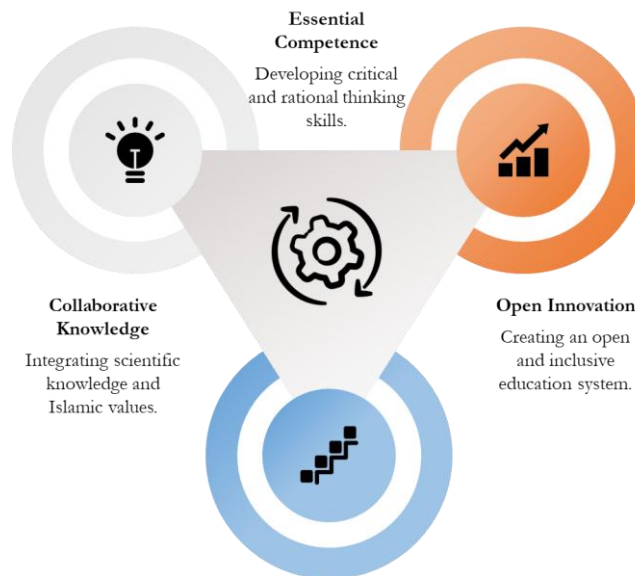 Essential
Competence
Developing critical
and rational thinking
skills.
Collaborative
Knowledge
Integrating scientific
knowledge and
Islamic values.
Open Innovation
Creating an open
and inclusive
education system.